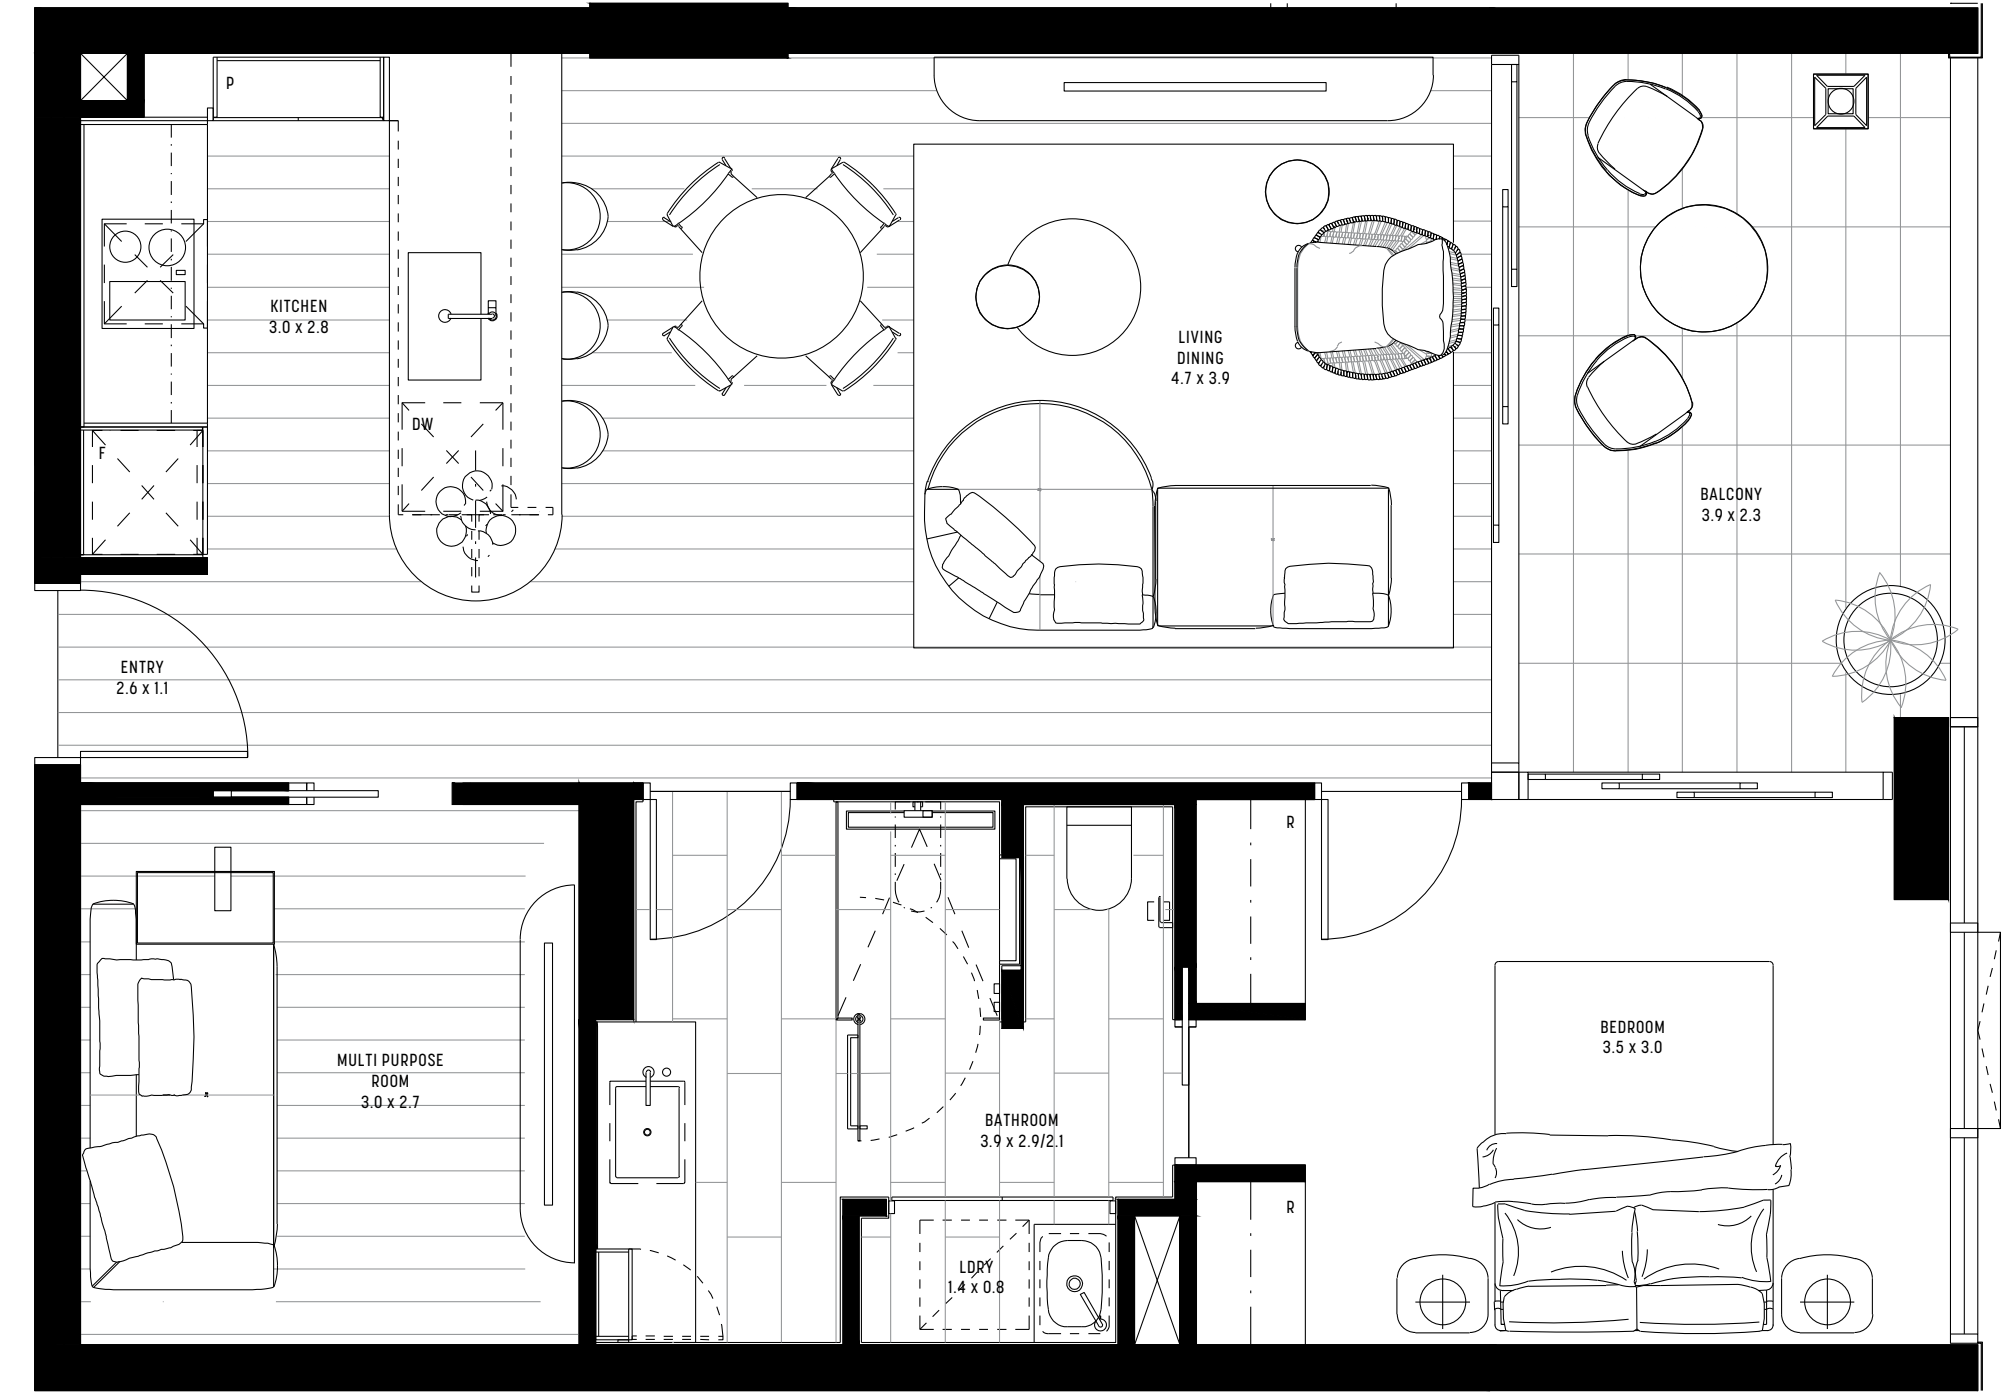 P
KITCHEN
3.0 x 2.8
DW
F
LIVING
DINING
4.7 x 3.9
BALCONY
3.9 x 2.3
ENTRY
2.6 x 1.1
R
MULTI PURPOSE
ROOM
3.0 x 2.7
BATHROOM
3.9 x 2.9/2.1
BEDROOM
3.5 x 3.0
R
LDRY
1.4 x 0.8